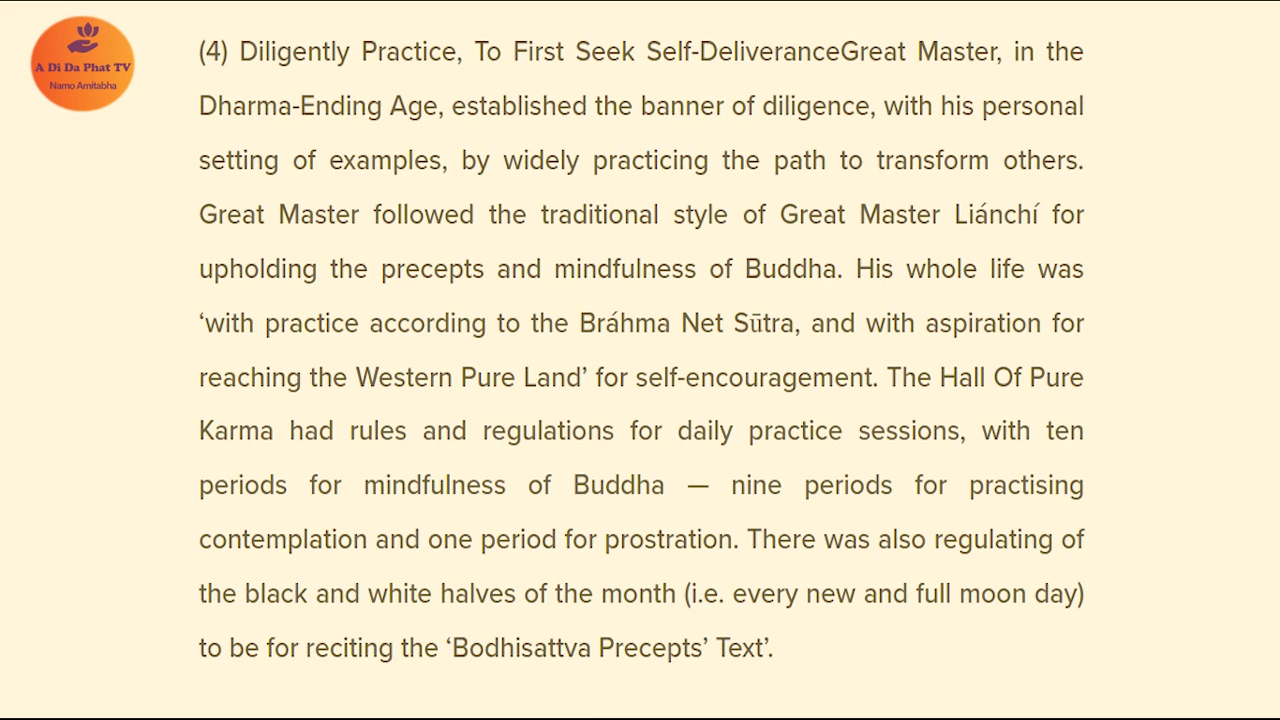 A Di Da Phat TV
Namo Amitabha
(4) Diligently Practice, To First Seek Self-DeliveranceGreat Master, in the
Dharma-Ending Age, established the banner of diligence, with his personal
setting of examples, by widely practicing the path to transform others.
Great Master followed the traditional style of Great Master Liánchí for
upholding the precepts and mindfulness of Buddha. His whole life was
‘with practice according to the Bráhma Net Sūtra, and with aspiration for
reaching the Western Pure Land’ for self-encouragement. The Hall Of Pure
Karma had rules and regulations for daily practice sessions, with ten
periods for mindfulness of Buddha — nine periods for practising
contemplation and one period for prostration. There was also regulating of
the black and white halves of the month (i.e. every new and full moon day)
to be for reciting the ‘Bodhisattva Precepts’ Text’.